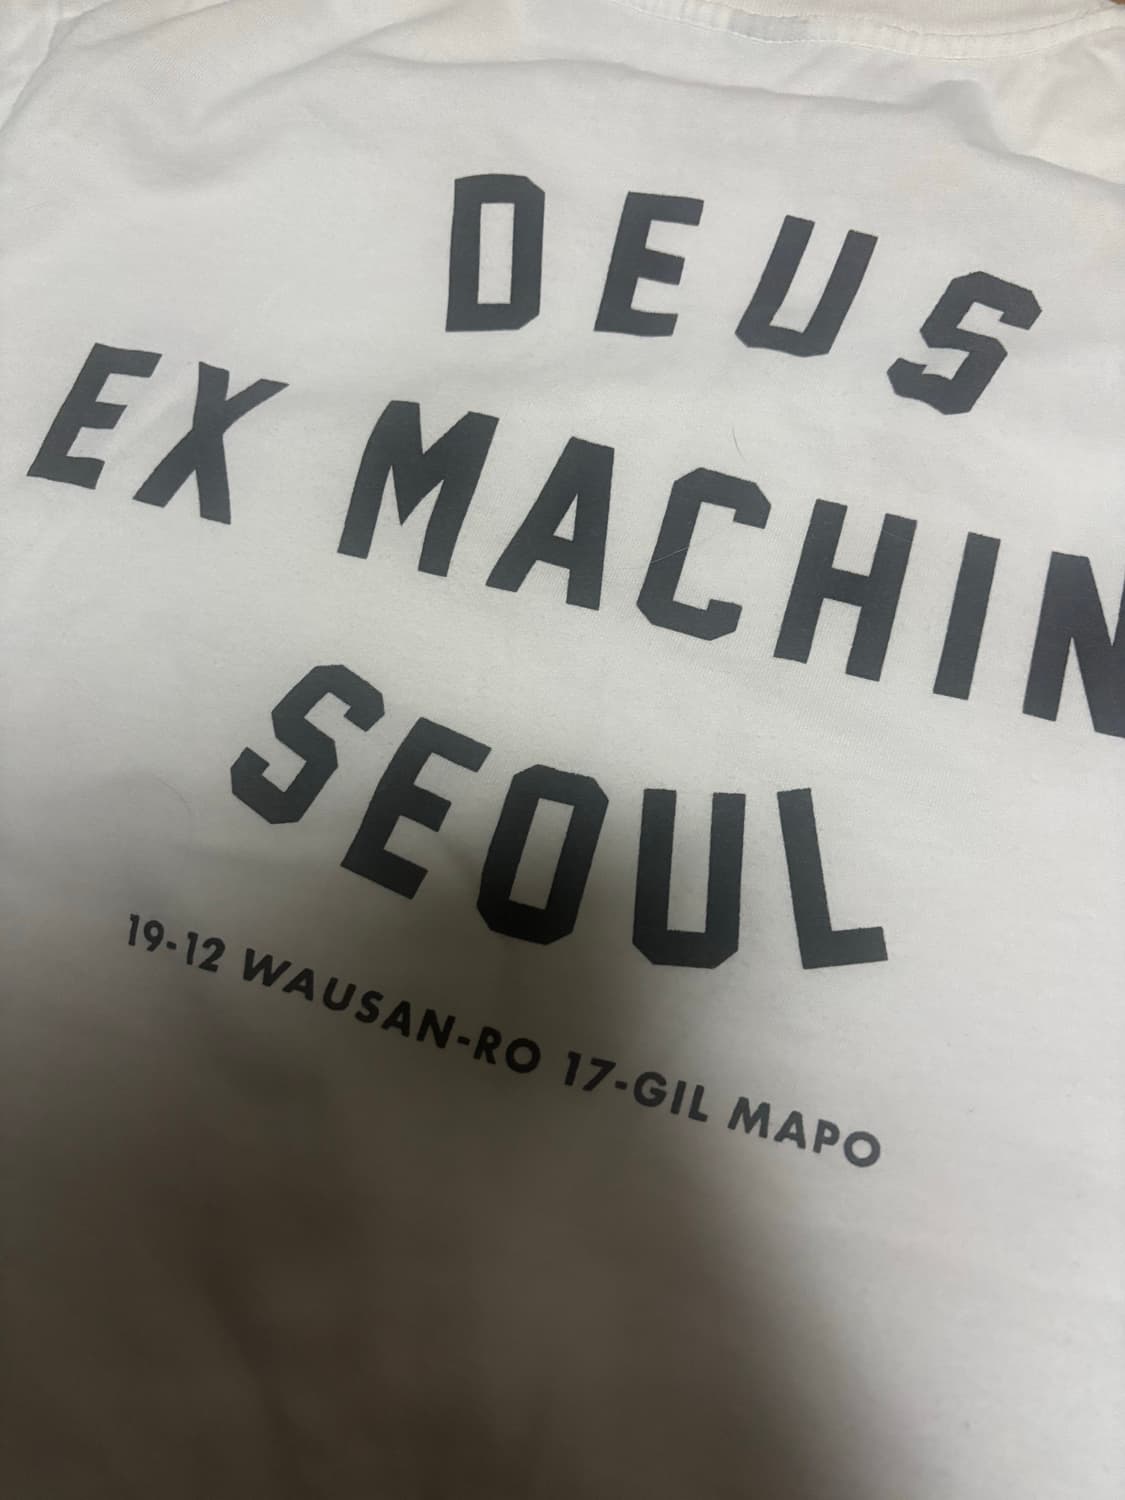 DEUS
EX MACHIN
SEOUL
19-12 WAUSAN-RO 17-GIL MAPO